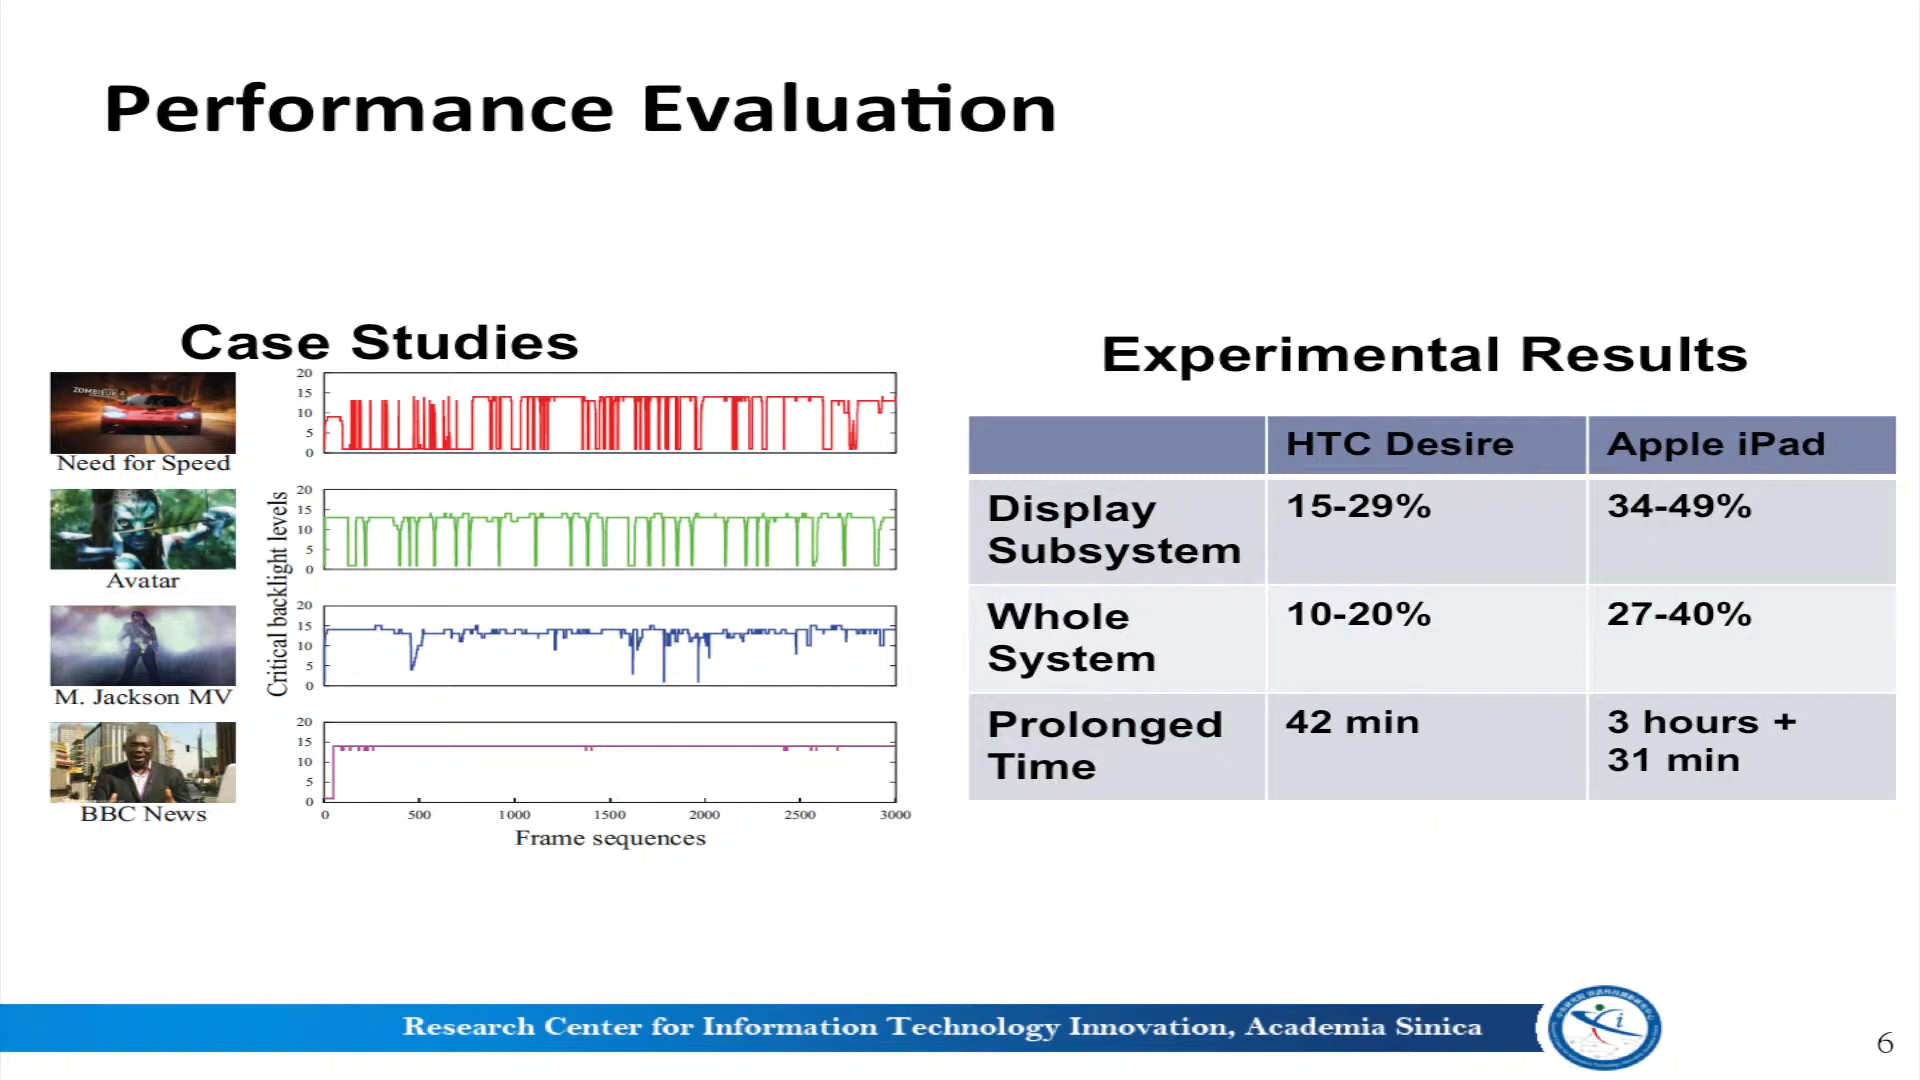 Performance Evaluation
Case Studies
Need for Speed
Avatar
M. Jackson MV
BBC News
Critical backlight levels
20
15
10
5
0
20
15
10
5
0
20
15
10
5
0
20
15
10
5
0
0 500 1000 1500 2000 2500 3000
Frame sequences
Experimental Results
HTC Desire Apple iPad
Display 15-29% 34-49%
Subsystem
Whole 10-20% 27-40%
System
Prolonged 42 min 3 hours +
Time 31 min
Research Center for Information Technology Innovation, Academia Sinica
6